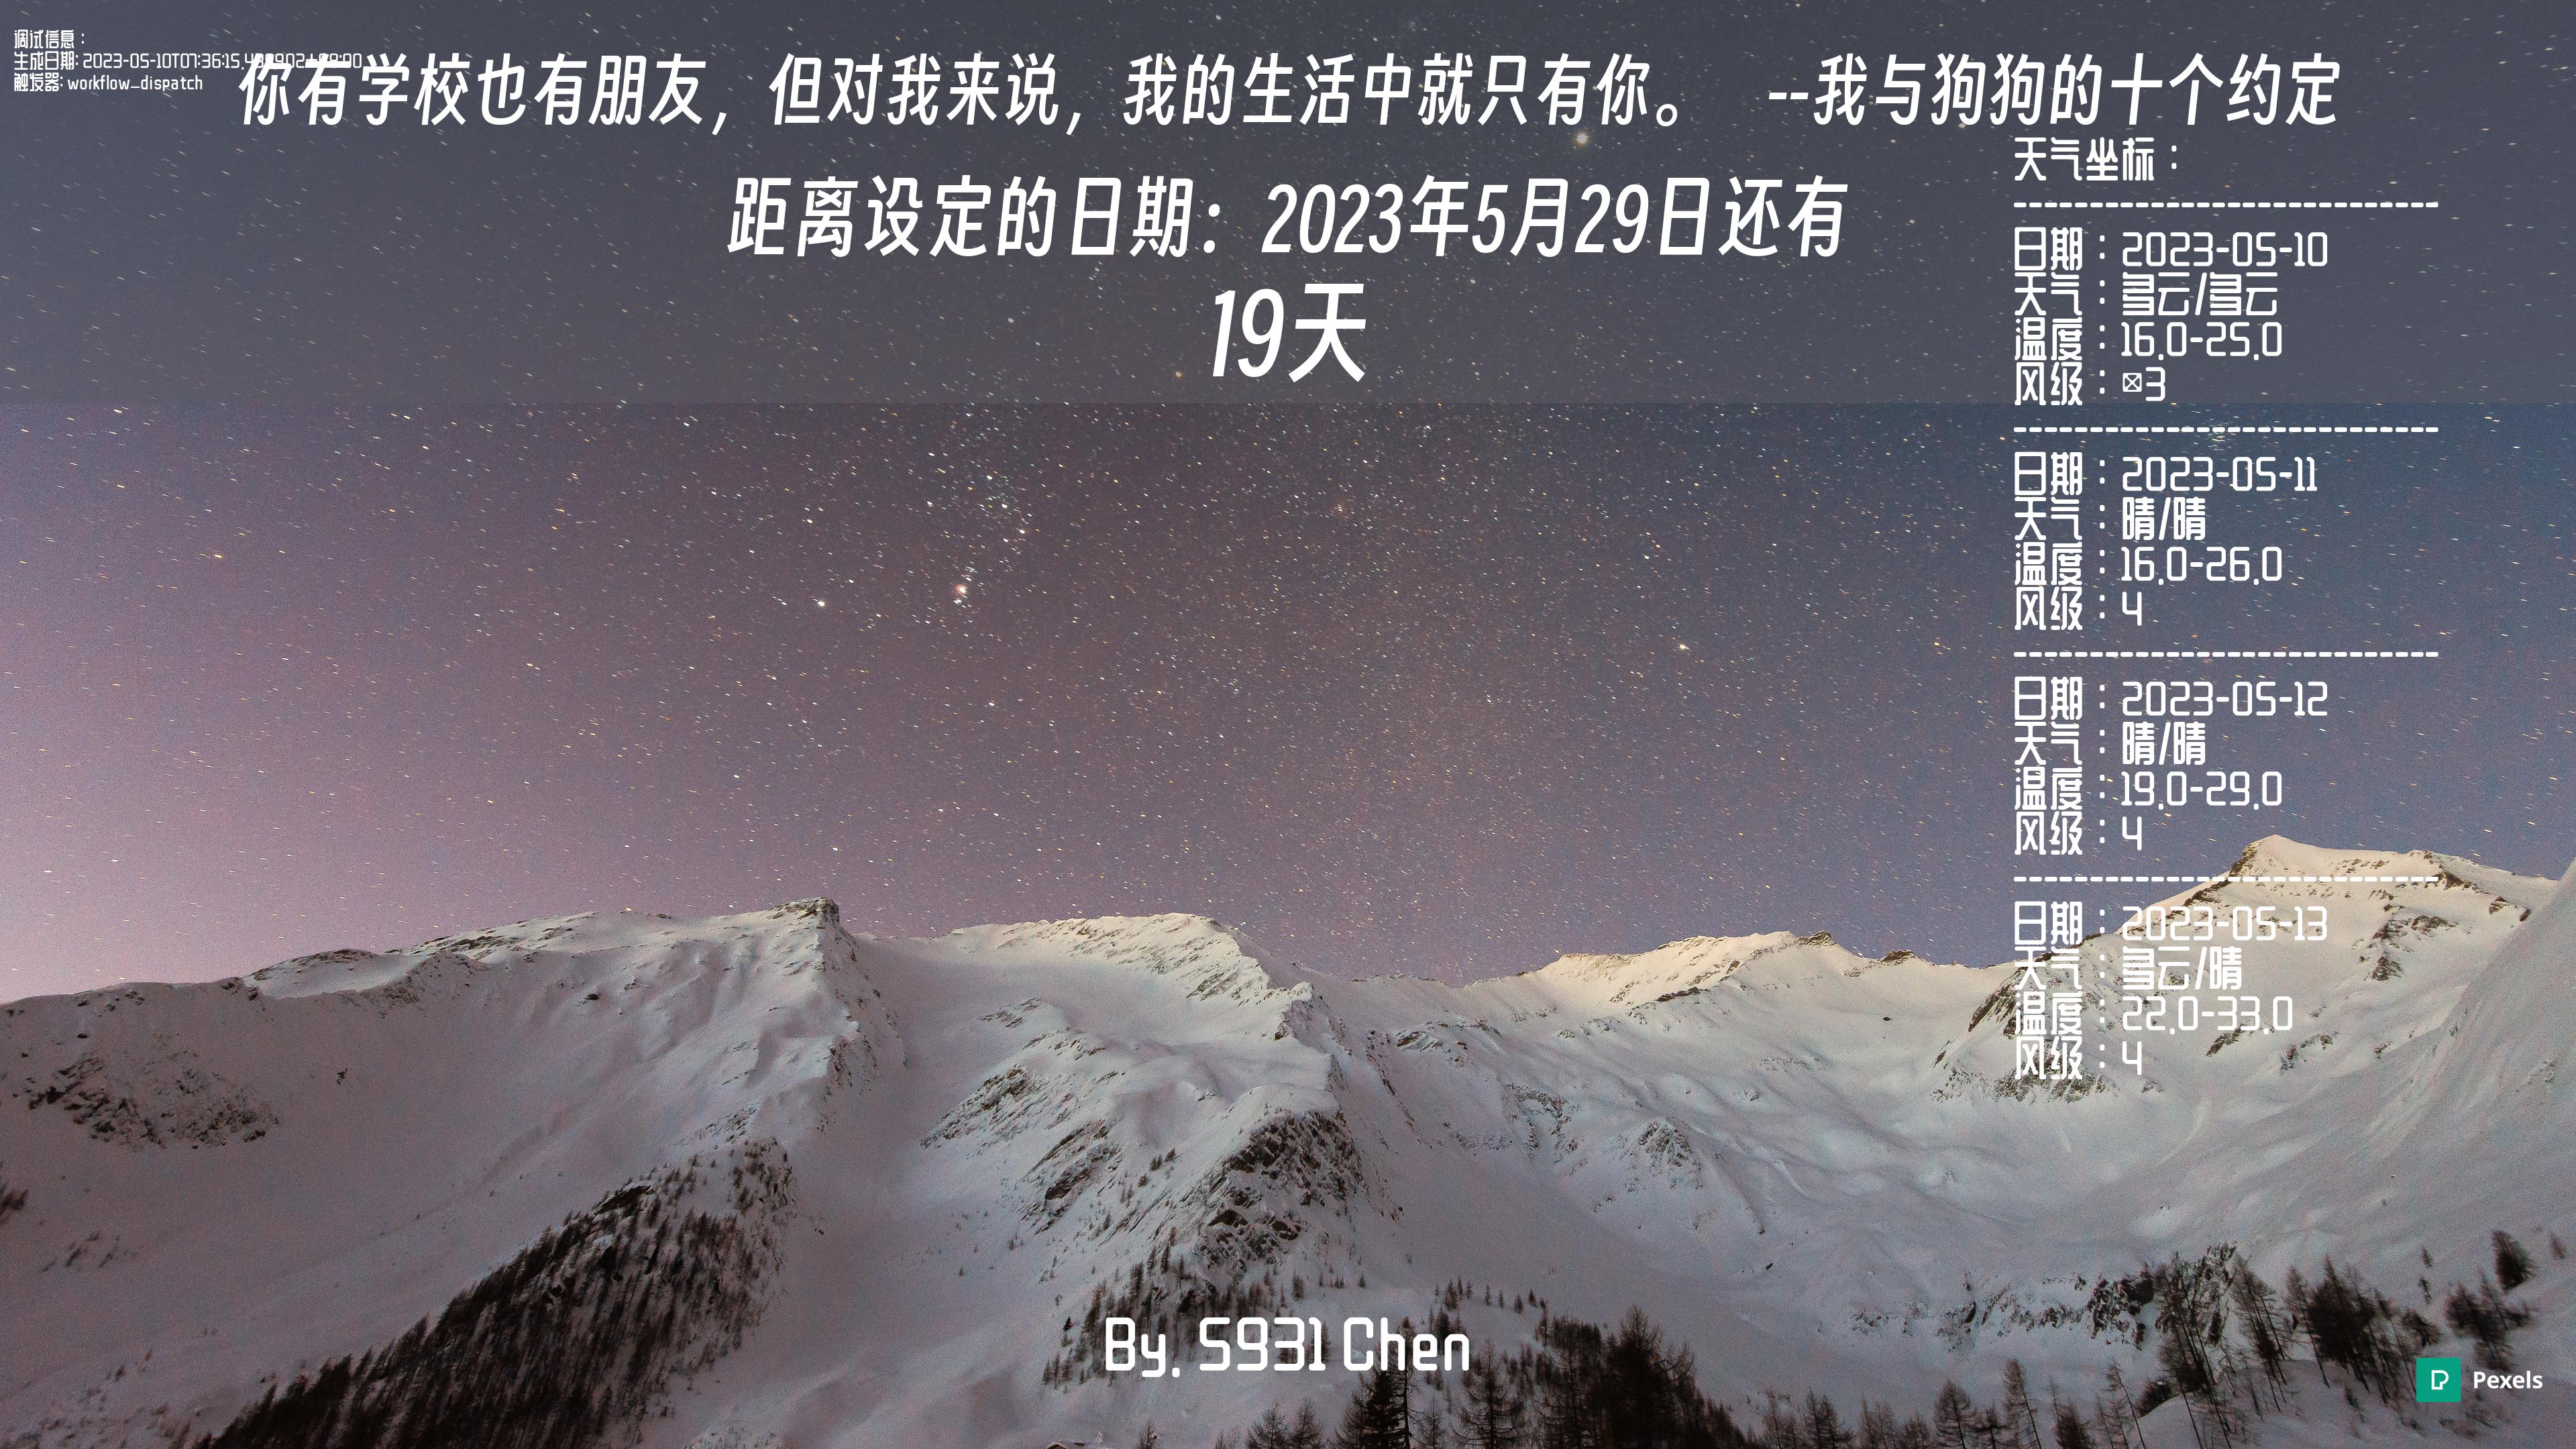 调试信息：
生成日期: 2023-05-10T07:36:15.
触发器: workflow_dispatch
你有学校也有朋友，但对我来说，我的生活中就只有你。 --我与狗狗的十个约定
距离设定的日期：2023年5月29日还有
19天
天气坐标：
----------------------------
日期：2023-05-10
天气：多云/多云
温度：16.0-25.0
风级：3
----------------------------
日期：2023-05-11
天气：晴/晴
温度：16.0-26.0
风级：4
----------------------------
日期：2023-05-12
天气：晴/晴
温度：19.0-29.0
风级：4
----------------------------
日期：2023-05-13
天气：多云/晴
温度：22.0-33.0
风级：4
By. S931 Chen
Pexels